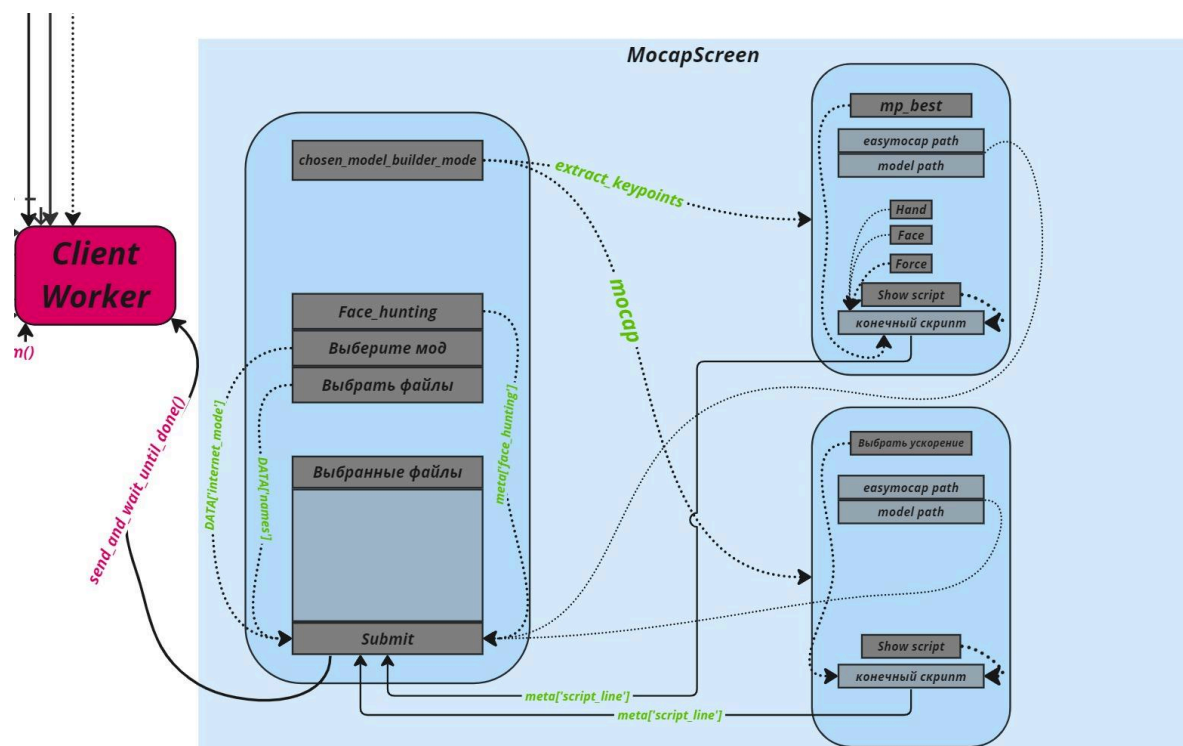 MocapScreen
Client
Worker
m()
send_and_wait_until_done()
chosen_model_builder_mode
Face_hunting
Выберите мод
Выбрать файлы
DATA['internet_mode']
DATA['names']
meta['face_hunting']
Выбранные файлы
Submit
extract_keypoints
mocap
mp_best
easymocap path
model path
Hand
Face
Force
Show script
конечный скрипт
Выбрать ускорение
easymocap path
model path
Show script
конечный скрипт
meta['script_line']
meta['script_line']